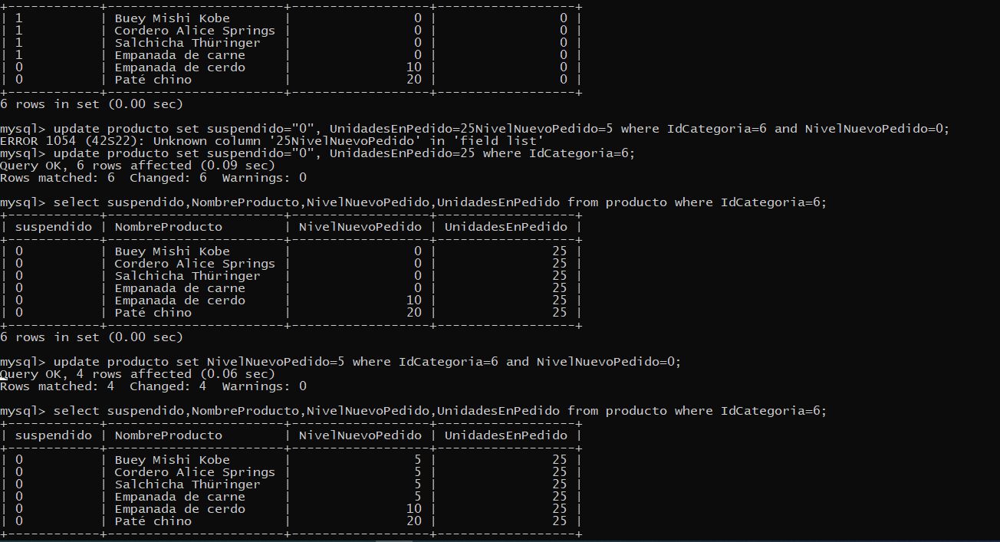 +------------+-----------------------+------------------+------------------+
| 1          | Buey Mishi Kobe       |                0 |                0 |
| 1          | Cordero Alice Springs |                0 |                0 |
| 1          | Salchicha Thüringer   |                0 |                0 |
| 1          | Empanada de carne     |                0 |                0 |
| 0          | Empanada de cerdo     |               10 |                0 |
| 0          | Paté chino            |               20 |                0 |
+------------+-----------------------+------------------+------------------+
6 rows in set (0.00 sec)
mysql> update producto set suspendido="0", UnidadesEnPedido=25NivelNuevoPedido=5 where IdCategoria=6 and NivelNuevoPedido=0;
ERROR 1054 (42S22): Unknown column '25NivelNuevoPedido' in 'field list'
mysql> update producto set suspendido="0", UnidadesEnPedido=25 where IdCategoria=6;
Query OK, 6 rows affected (0.09 sec)
Rows matched: 6  Changed: 6  Warnings: 0
mysql> select suspendido,NombreProducto,NivelNuevoPedido,UnidadesEnPedido from producto where IdCategoria=6;
+------------+-----------------------+------------------+------------------+
| suspendido | NombreProducto        | NivelNuevoPedido | UnidadesEnPedido |
+------------+-----------------------+------------------+------------------+
| 0          | Buey Mishi Kobe       |                0 |               25 |
| 0          | Cordero Alice Springs |                0 |               25 |
| 0          | Salchicha Thüringer   |                0 |               25 |
| 0          | Empanada de carne     |                0 |               25 |
| 0          | Empanada de cerdo     |               10 |               25 |
| 0          | Paté chino            |               20 |               25 |
+------------+-----------------------+------------------+------------------+
6 rows in set (0.00 sec)
mysql> update producto set NivelNuevoPedido=5 where IdCategoria=6 and NivelNuevoPedido=0;
Query OK, 4 rows affected (0.06 sec)
Rows matched: 4  Changed: 4  Warnings: 0
mysql> select suspendido,NombreProducto,NivelNuevoPedido,UnidadesEnPedido from producto where IdCategoria=6;
+------------+-----------------------+------------------+------------------+
| suspendido | NombreProducto        | NivelNuevoPedido | UnidadesEnPedido |
+------------+-----------------------+------------------+------------------+
| 0          | Buey Mishi Kobe       |                5 |               25 |
| 0          | Cordero Alice Springs |                5 |               25 |
| 0          | Salchicha Thüringer   |                5 |               25 |
| 0          | Empanada de carne     |                5 |               25 |
| 0          | Empanada de cerdo     |               10 |               25 |
| 0          | Paté chino            |               20 |               25 |
+------------+-----------------------+------------------+------------------+